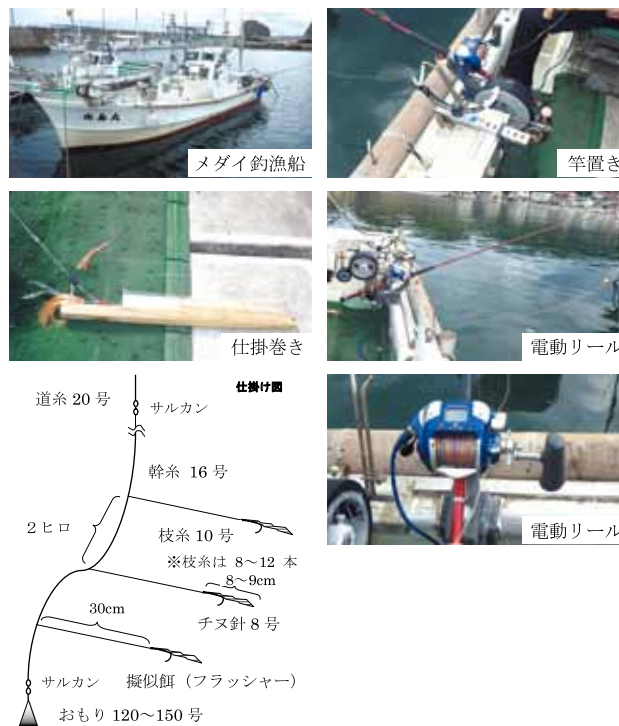 メダイ釣漁船
竿置き
仕掛巻き
電動リール
仕掛け図
道糸 20 号
サルカン
幹糸 16 号
2ヒロ
枝糸 10 号
※枝糸は 8～12 本
8～9cm
チヌ針 8 号
30cm
サルカン
擬似餌（フラッシャー）
おもり 120～150 号
電動リール